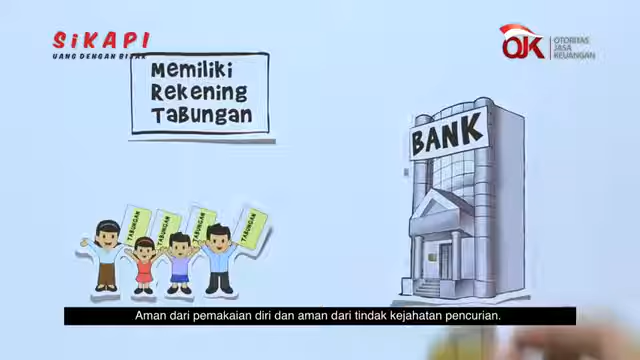 SiKAPI
UANG DENGAN BIJAK
OJK
OTORITAS
JASA
KEUANGAN
Memiliki
Rekening
TaBungan
BANK
TABUNGAN
TABUNGAN
TABUNGAN
TABUNGAN
Aman dari pemakaian diri dan aman dari tindak kejahatan pencurian.